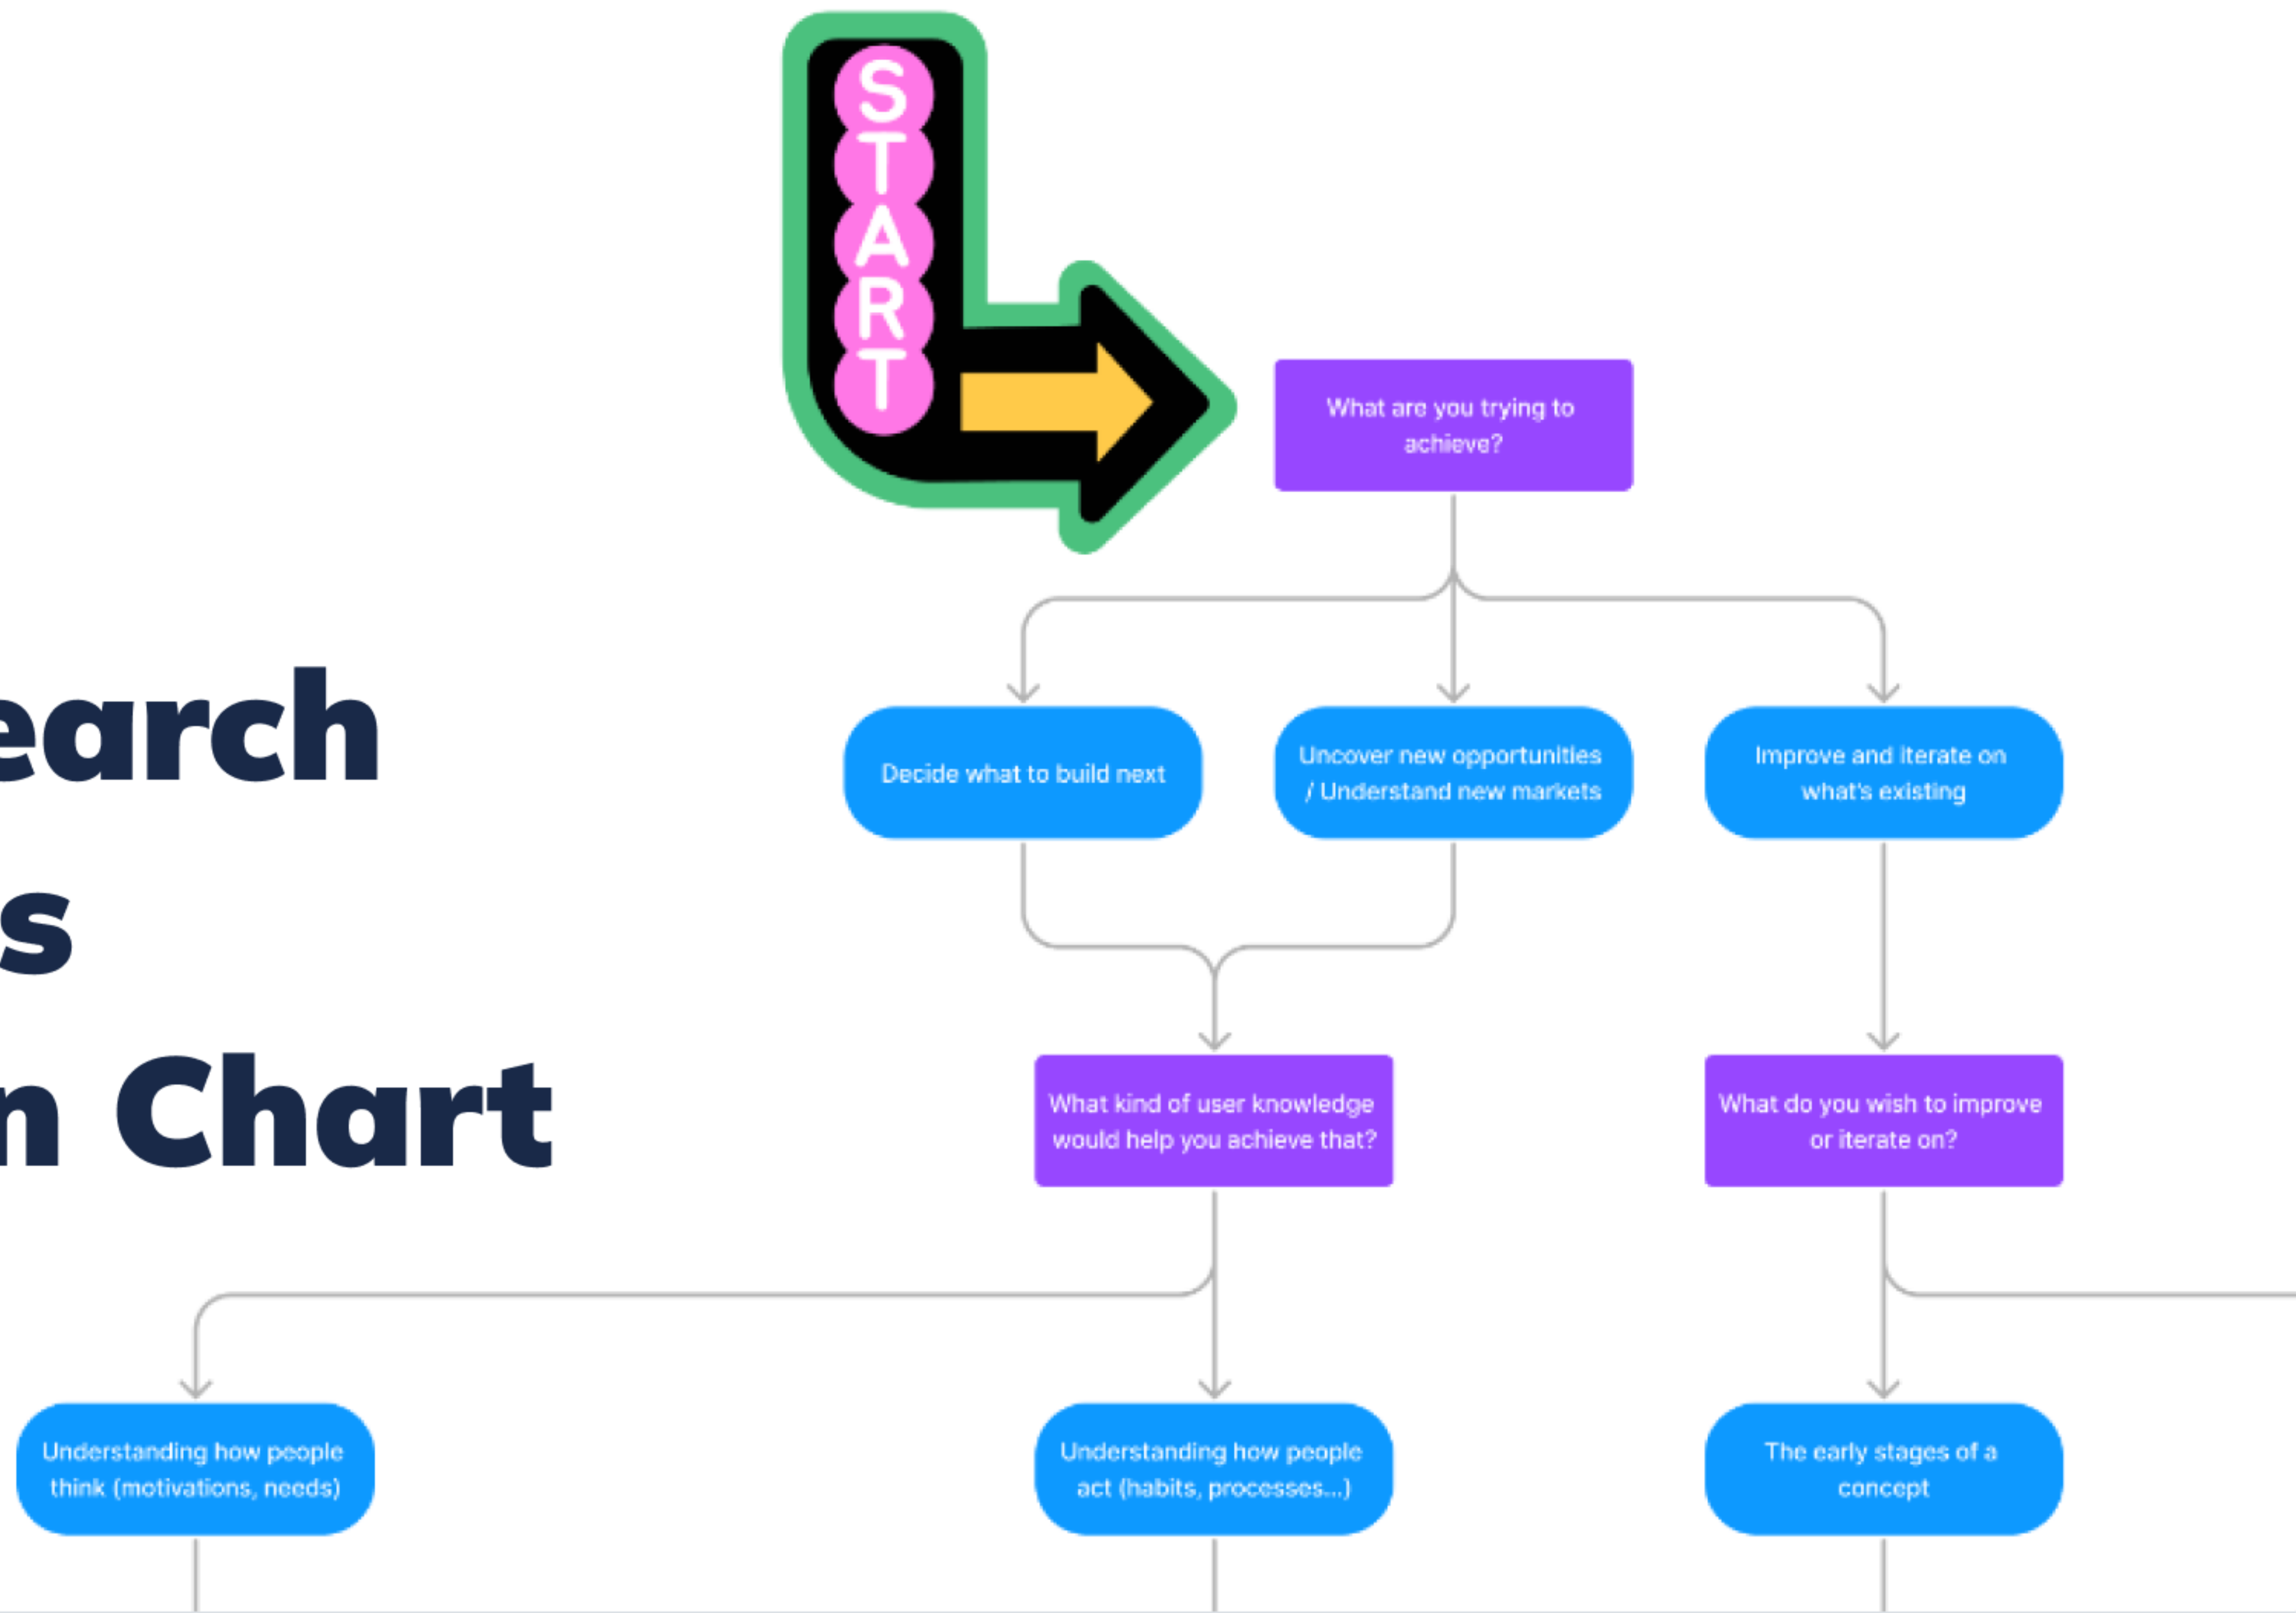 START
What are you trying to
achieve?
earch
s
n Chart
Decide what to build next
Uncover new opportunities
/ Understand new markets
Improve and iterate on
what's existing
What kind of user knowledge
would help you achieve that?
What do you wish to improve
or iterate on?
Understanding how people
think (motivations, needs)
Understanding how people
act (habits, processes...)
The early stages of a
concept